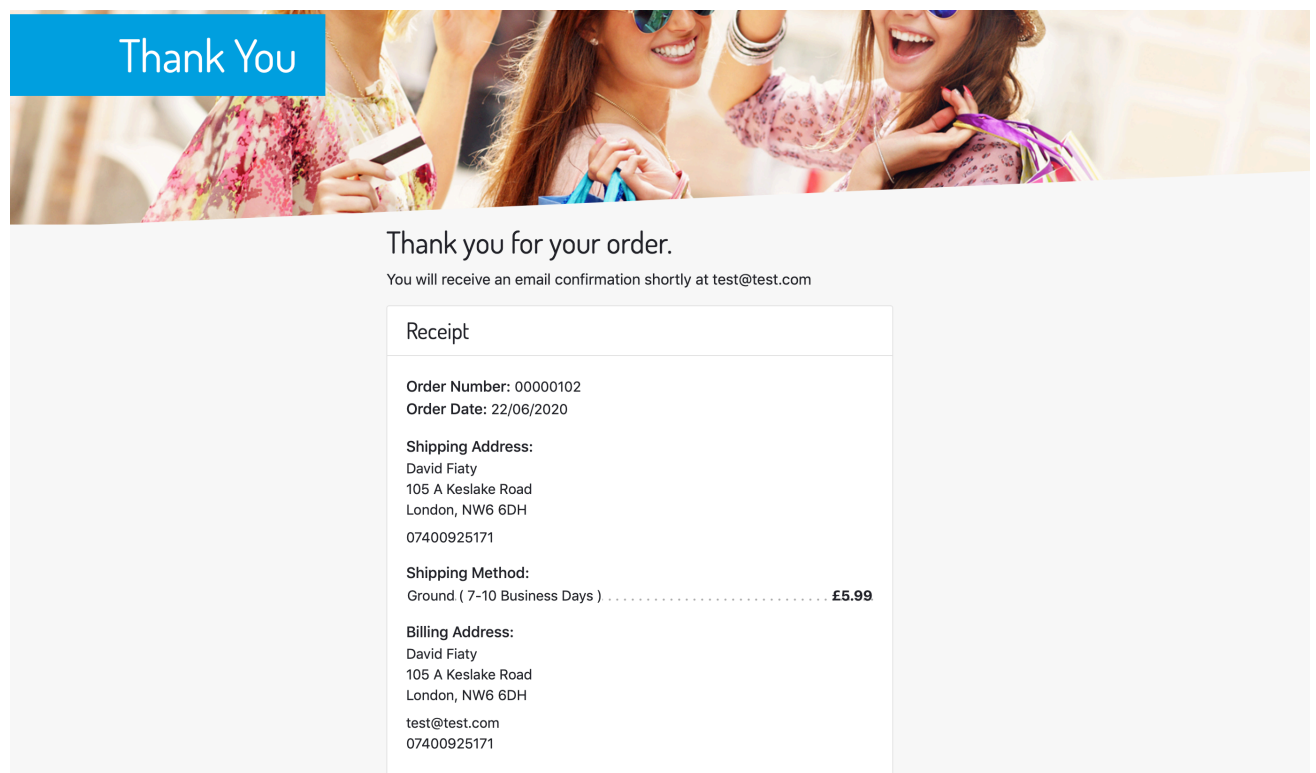 Thank You
Thank you for your order.
You will receive an email confirmation shortly at test@test.com
Receipt
Order Number: 00000102
Order Date: 22/06/2020
Shipping Address:
David Fiaty
105 A Keslake Road
London, NW6 6DH
07400925171
Shipping Method:
Ground ( 7-10 Business Days ) . . . . . . . . . . . . . . . . . . . . . . . . . . . . . £5.99
Billing Address:
David Fiaty
105 A Keslake Road
London, NW6 6DH
test@test.com
07400925171